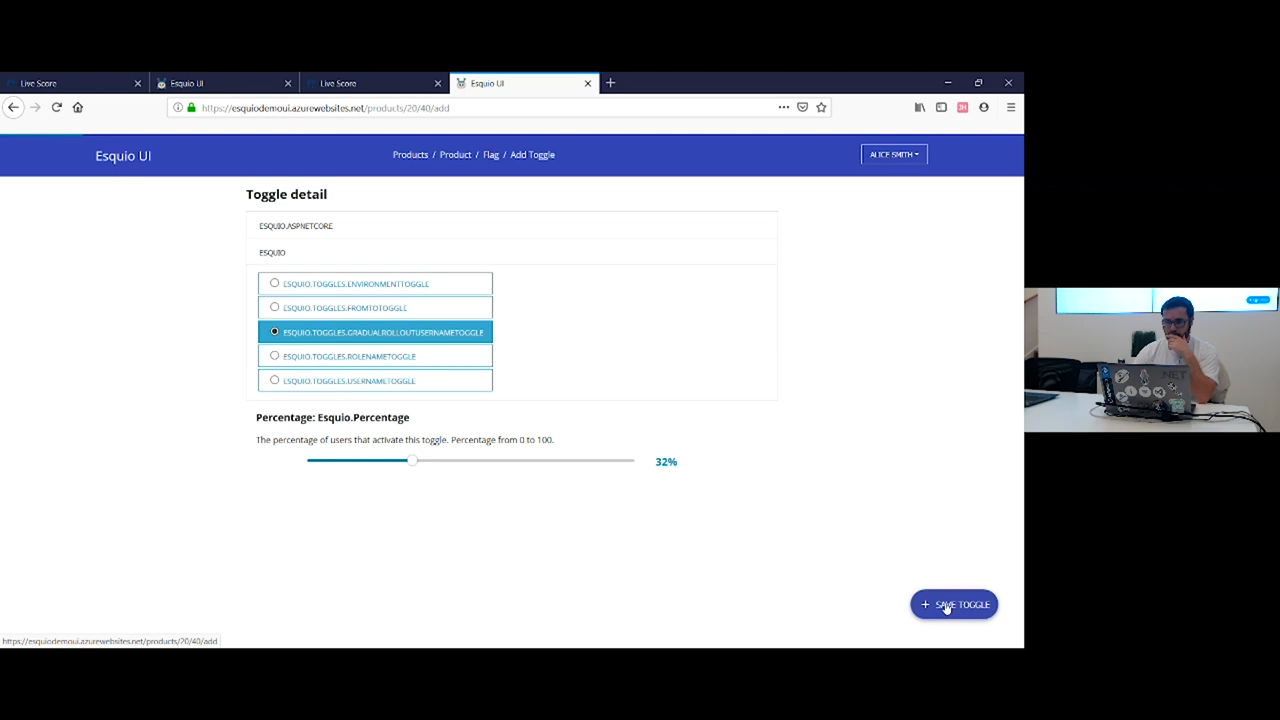 Live Score
Esquio UI
Live Score
Esquio UI
https://esquiodemoui.azurewebsites.net/products/20/40/add
Esquio UI
Products / Product / Flag / Add Toggle
ALICE SMITH
Toggle detail
ESQUIO.ASPNETCORE
ESQUIO
ESQUIO.TOGGLES.ENVIRONMENTTOGGLE
ESQUIO.TOGGLES.FROMTOTOGGLE
ESQUIO.TOGGLES.GRADUALROLLOUTUSERNAMETOGGLE
ESQUIO.TOGGLES.ROLENAMETOGGLE
ESQUIO.TOGGLES.USERNAMETOGGLE
Percentage: Esquio.Percentage
The percentage of users that activate this toggle. Percentage from 0 to 100.
32%
+ SAVE TOGGLE
https://esquiodemoui.azurewebsites.net/products/20/40/add
.NET